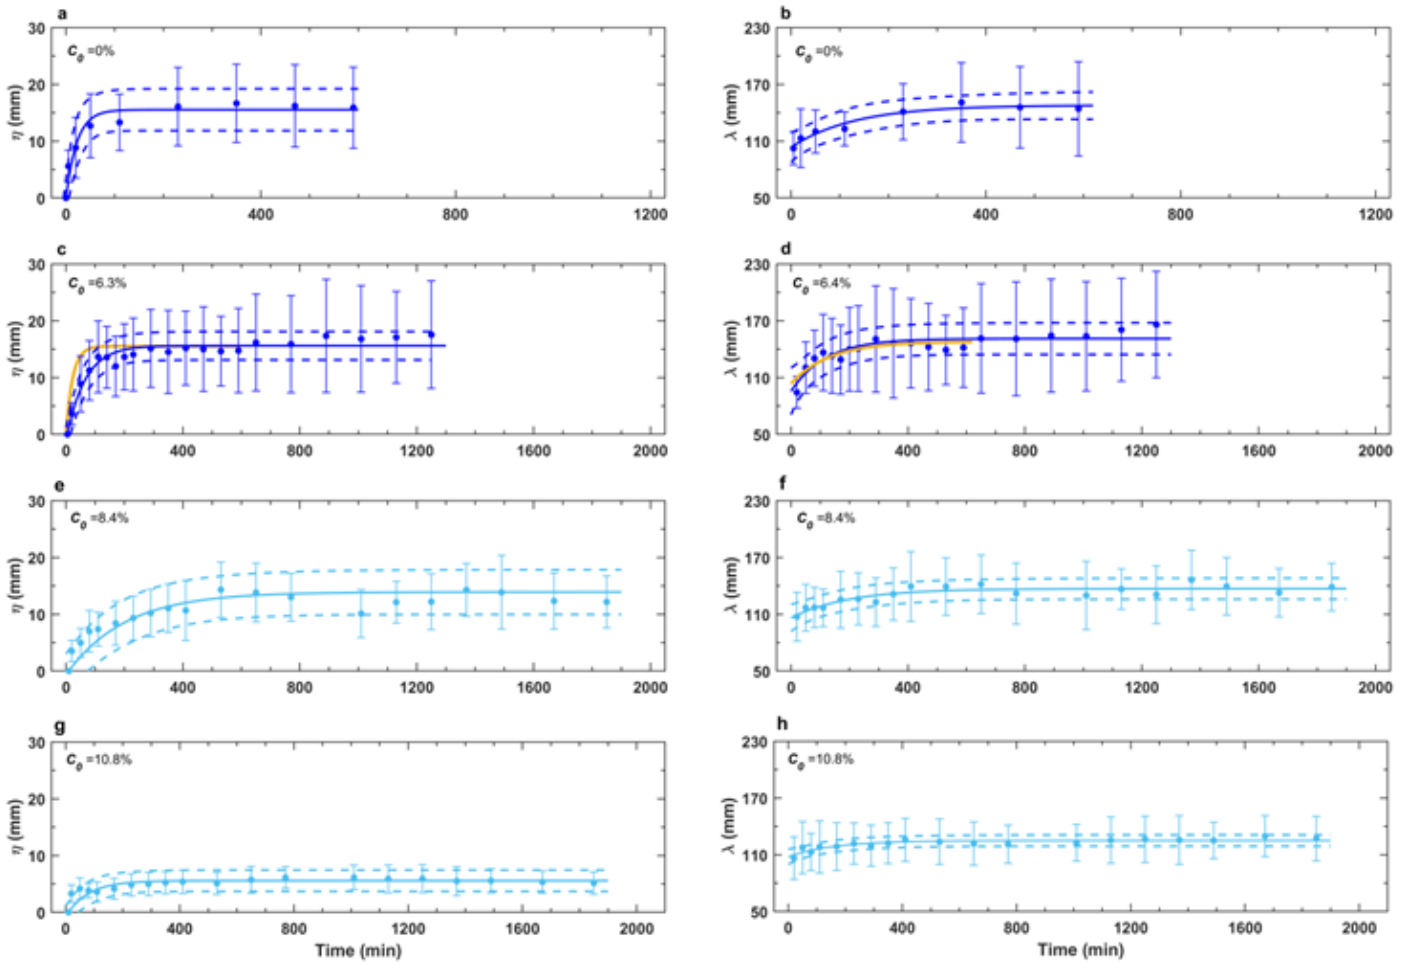 a
b
30
20
10
0
η (mm)
C₀ =0%
0
400
800
1200
230
170
110
50
λ (mm)
C₀ =0%
0
400
800
1200
c
d
30
20
10
0
η (mm)
C₀ =6.3%
0
400
800
1200
1600
2000
230
170
110
50
λ (mm)
C₀ =6.4%
0
400
800
1200
1600
2000
e
f
30
20
10
0
η (mm)
C₀ =8.4%
0
400
800
1200
1600
2000
230
170
110
50
λ (mm)
C₀ =8.4%
0
400
800
1200
1600
2000
g
h
30
20
10
0
η (mm)
C₀ =10.8%
0
400
800
1200
1600
2000
Time (min)
230
170
110
50
λ (mm)
C₀ =10.8%
0
400
800
1200
1600
2000
Time (min)